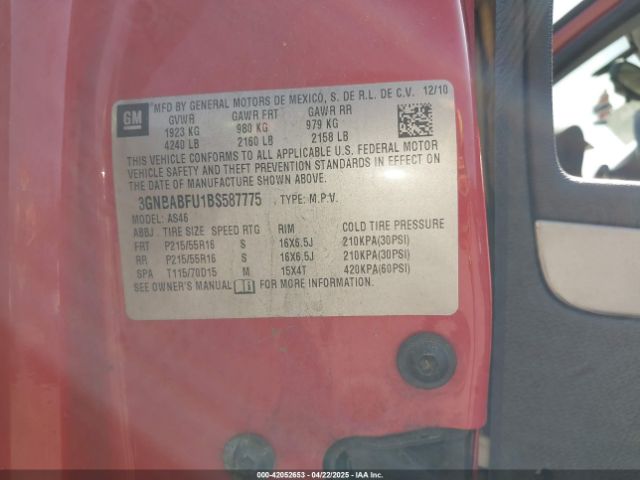 GM
MFD BY GENERAL MOTORS DE MEXICO, S. DE R.L. DE C.V. 12/10
GVWR GAWR FRT GAWR RR
1923 KG 980 KG 979 KG
4240 LB 2160 LB 2158 LB
THIS VEHICLE CONFORMS TO ALL APPLICABLE U.S. FEDERAL MOTOR
VEHICLE SAFETY AND THEFT PREVENTION STANDARDS IN EFFECT ON
THE DATE OF MANUFACTURE SHOWN ABOVE.
3GNBABFU1BS587775 TYPE: M.P.V.
MODEL: AS46
ABBJ TIRE SIZE SPEED RTG RIM COLD TIRE PRESSURE
FRT P215/55R16 S 16X6.5J 210KPA(30PSI)
RR P215/55R16 S 16X6.5J 210KPA(30PSI)
SPA T115/70D15 M 15X4T 420KPA(60PSI)
SEE OWNER'S MANUAL FOR MORE INFORMATION.
000-42052653 - 04/22/2025 - IAAI.COM